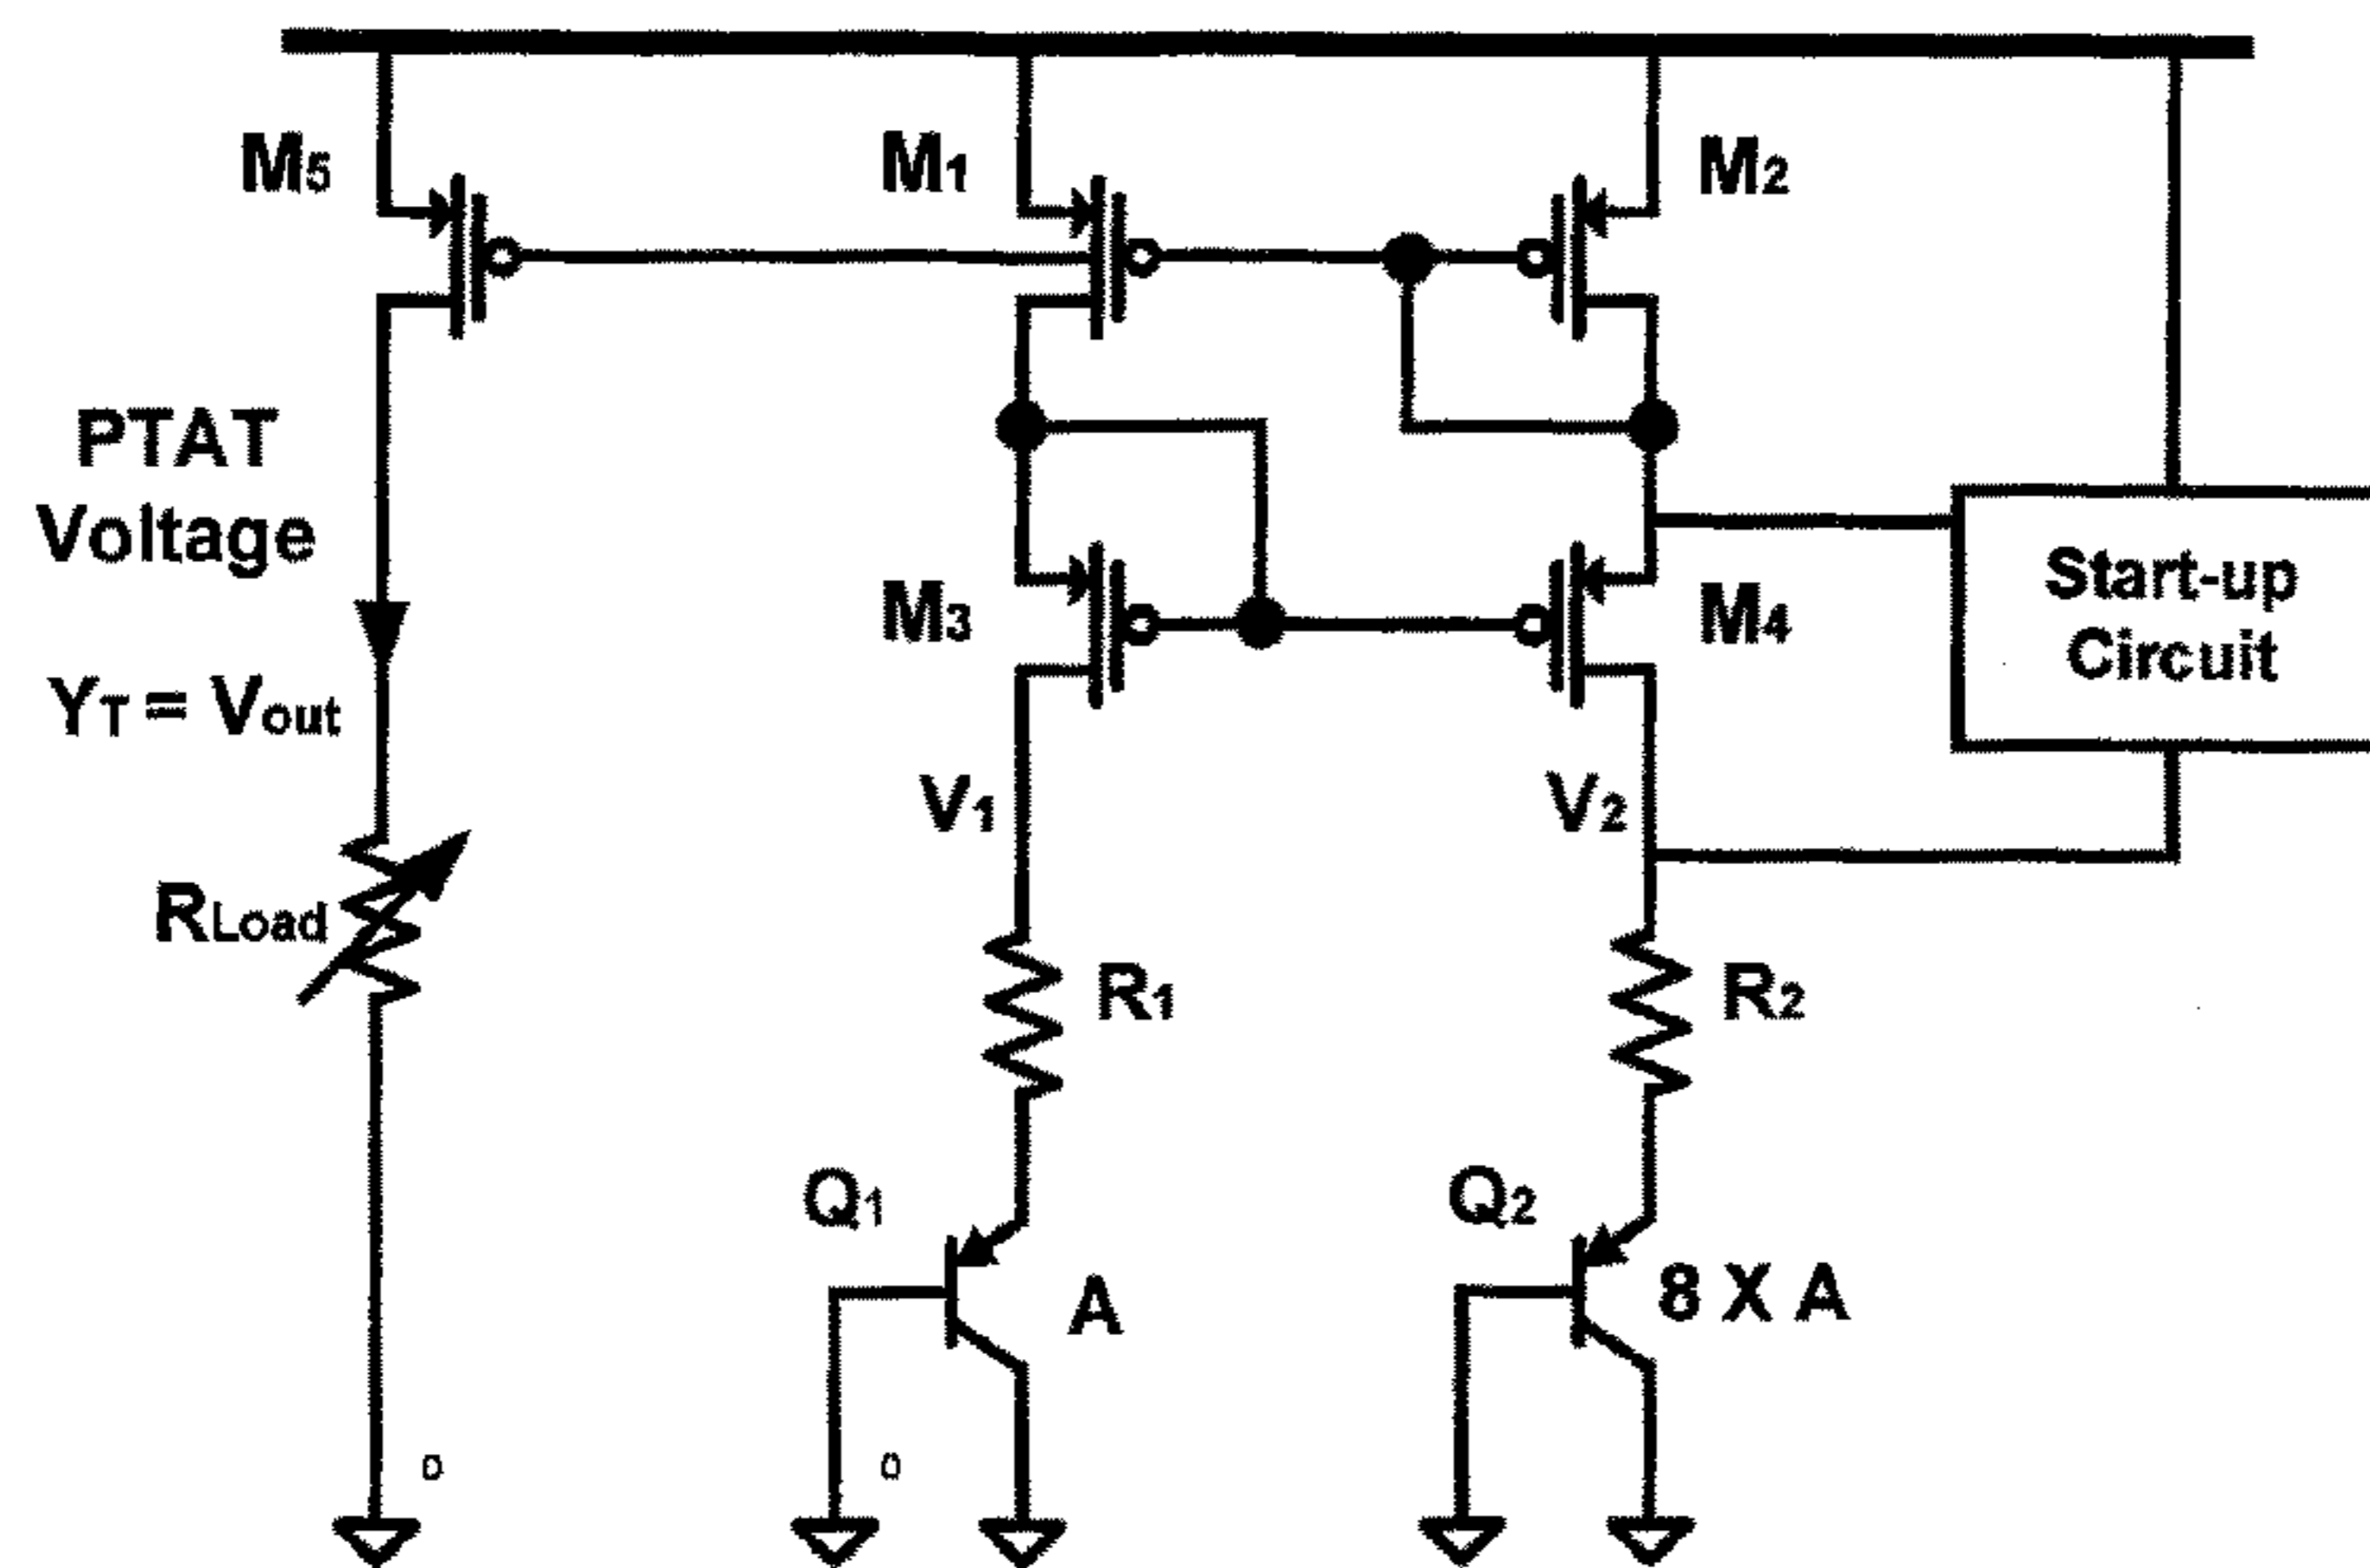 M5
M1
M2
PTAT
Voltage
YT = Vout
M3
M4
Start-up
Circuit
V1
V2
RLoad
R1
R2
Q1
A
Q2
8 X A
0
0